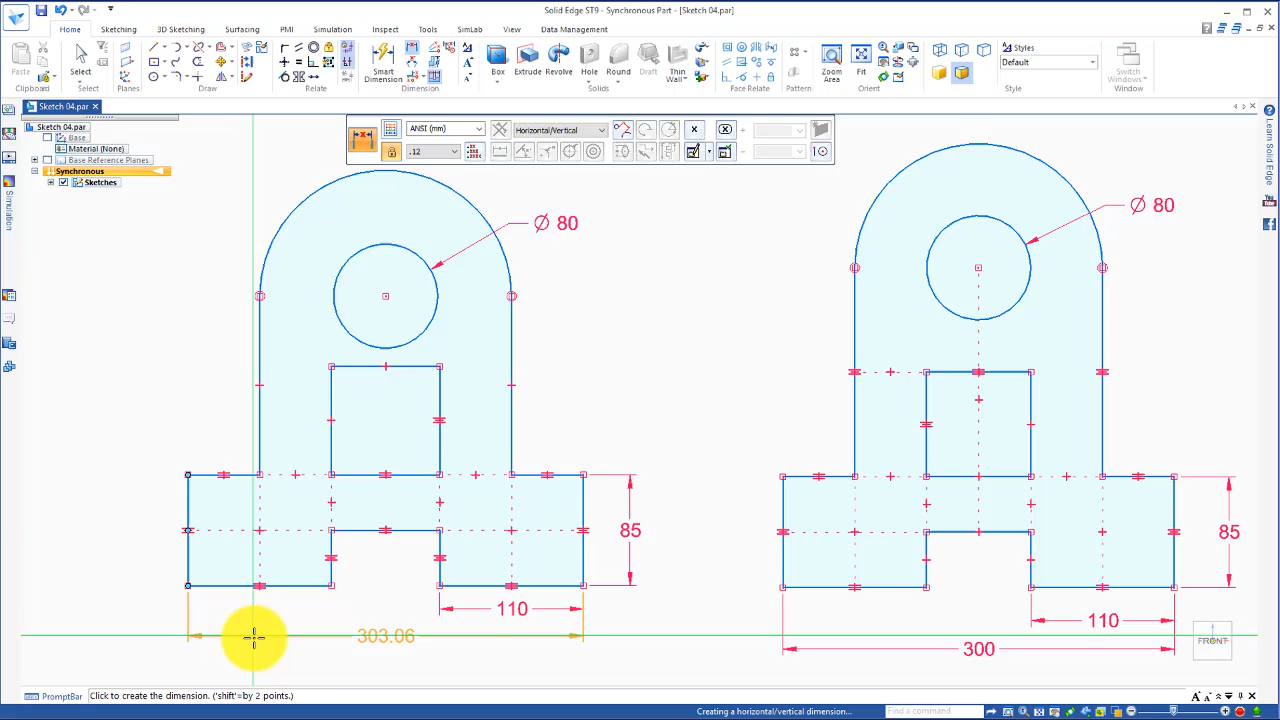 Solid Edge ST9 - Synchronous Part - [Sketch 04.par]
Home Sketching 3D Sketching Surfacing PMI Simulation Inspect Tools SimLab View Data Management
Paste
Clipboard
Select
Select
Planes
Draw
Relate
Smart Dimension
Dimension
Box Extrude Revolve Hole Round Draft Thin Wall
Solids
Face Relate
Pattern
Zoom Area Fit
Orient
Styles
Default
Style
Switch Windows
Window
Sketch 04.par
ANSI (mm)
Horizontal/Vertical
.12
Sketch 04.par
Base
Material (None)
Base Reference Planes
Synchronous
Sketches
Simulation
Learn Solid Edge
You Tube
Ø 80
Ø 80
85
85
110
110
303.06
300
FRONT
PromptBar Click to create the dimension. ('shift'=by 2 points.)
Creating a horizontal/vertical dimension... Find a command